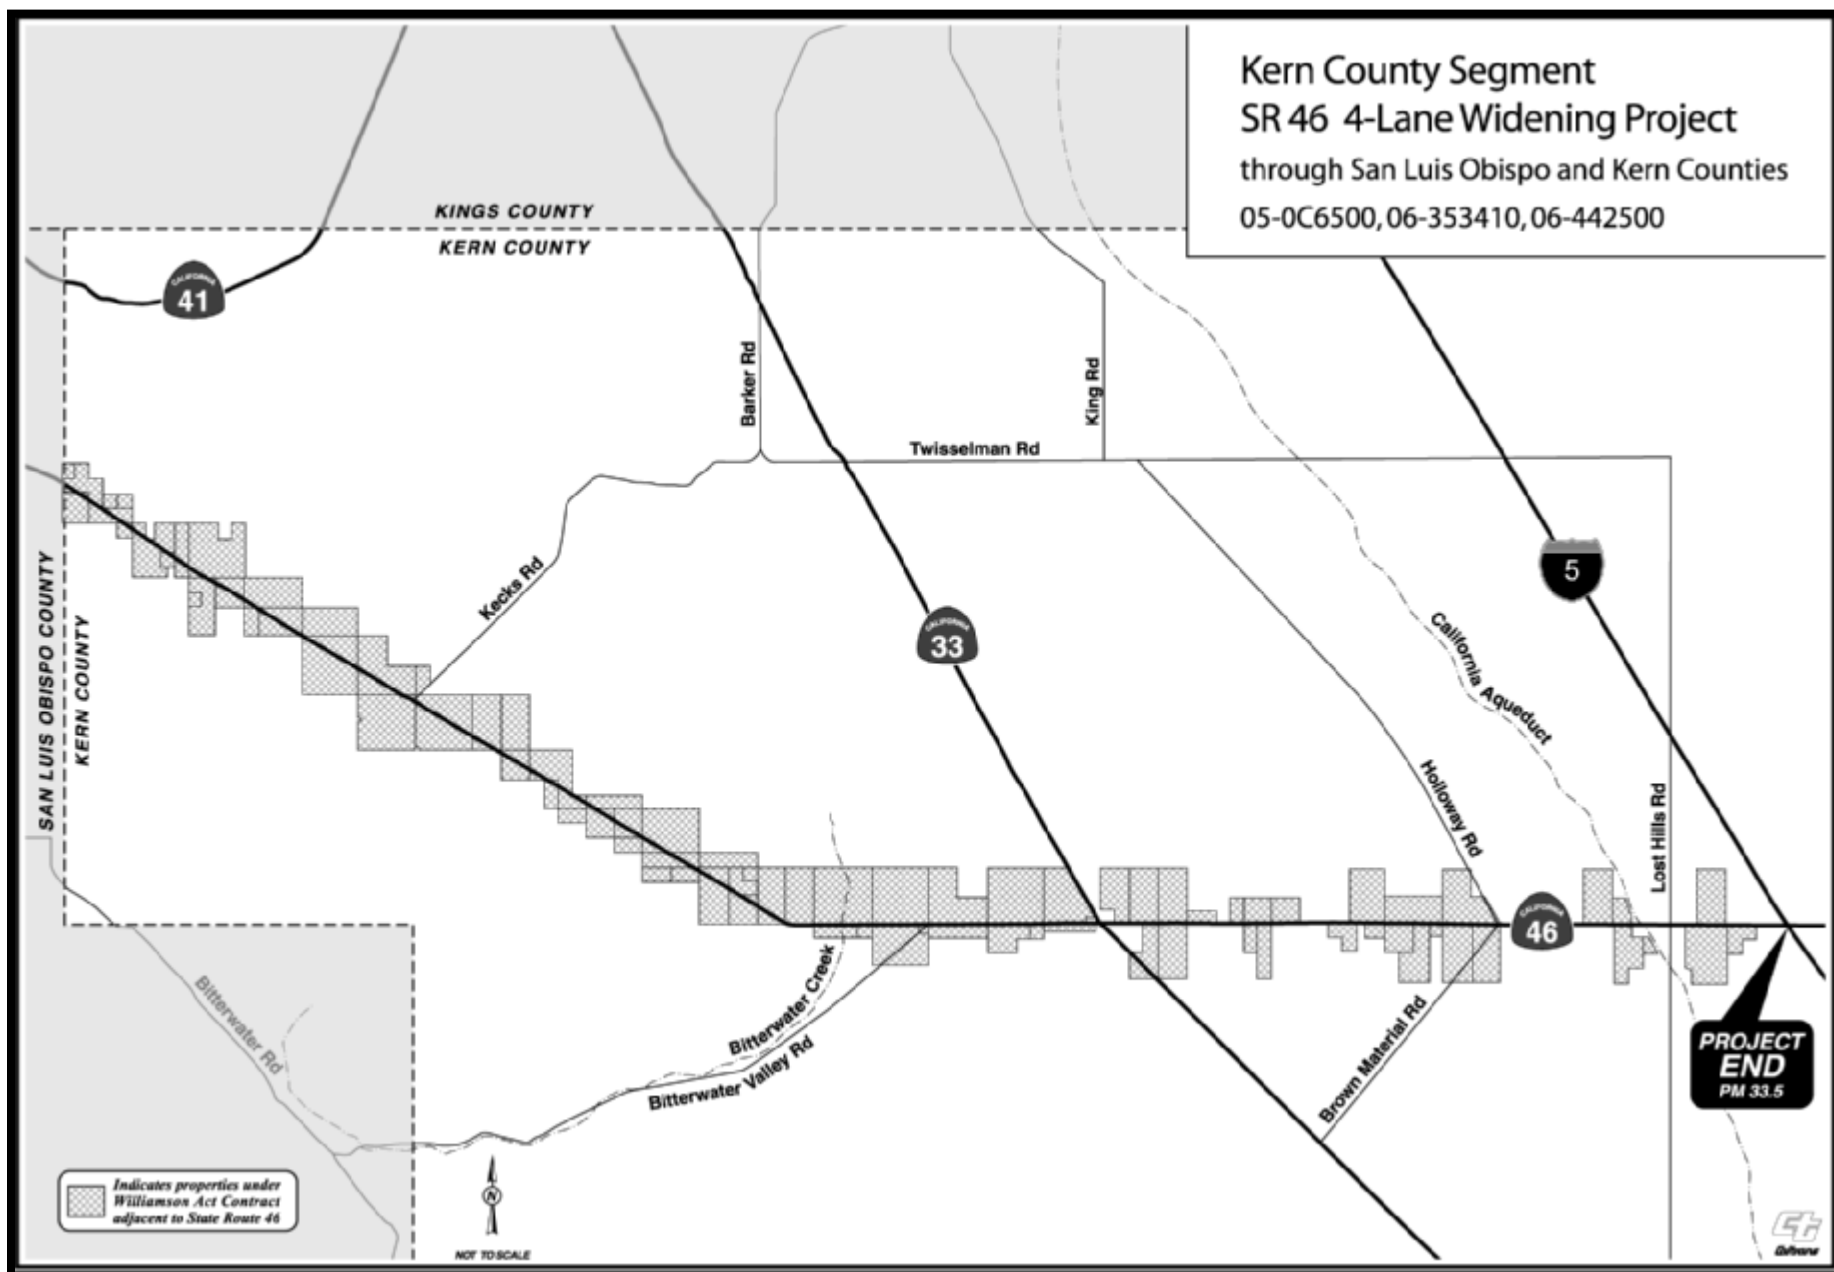 Kern County Segment
SR 46 4-Lane Widening Project
through San Luis Obispo and Kern Counties
05-0C6500, 06-353410, 06-442500
KINGS COUNTY
KERN COUNTY
CALIFORNIA
41
Barker Rd
King Rd
Twisselman Rd
Kecks Rd
CALIFORNIA
33
5
California Aqueduct
SAN LUIS OBISPO COUNTY
KERN COUNTY
Holloway Rd
Lost Hills Rd
CALIFORNIA
46
Bitterwater Rd
Bitterwater Creek
Bitterwater Valley Rd
Brown Material Rd
PROJECT
END
PM 33.5
Indicates properties under
Williamson Act Contract
adjacent to State Route 46
N
NOT TO SCALE
Ct
Caltrans